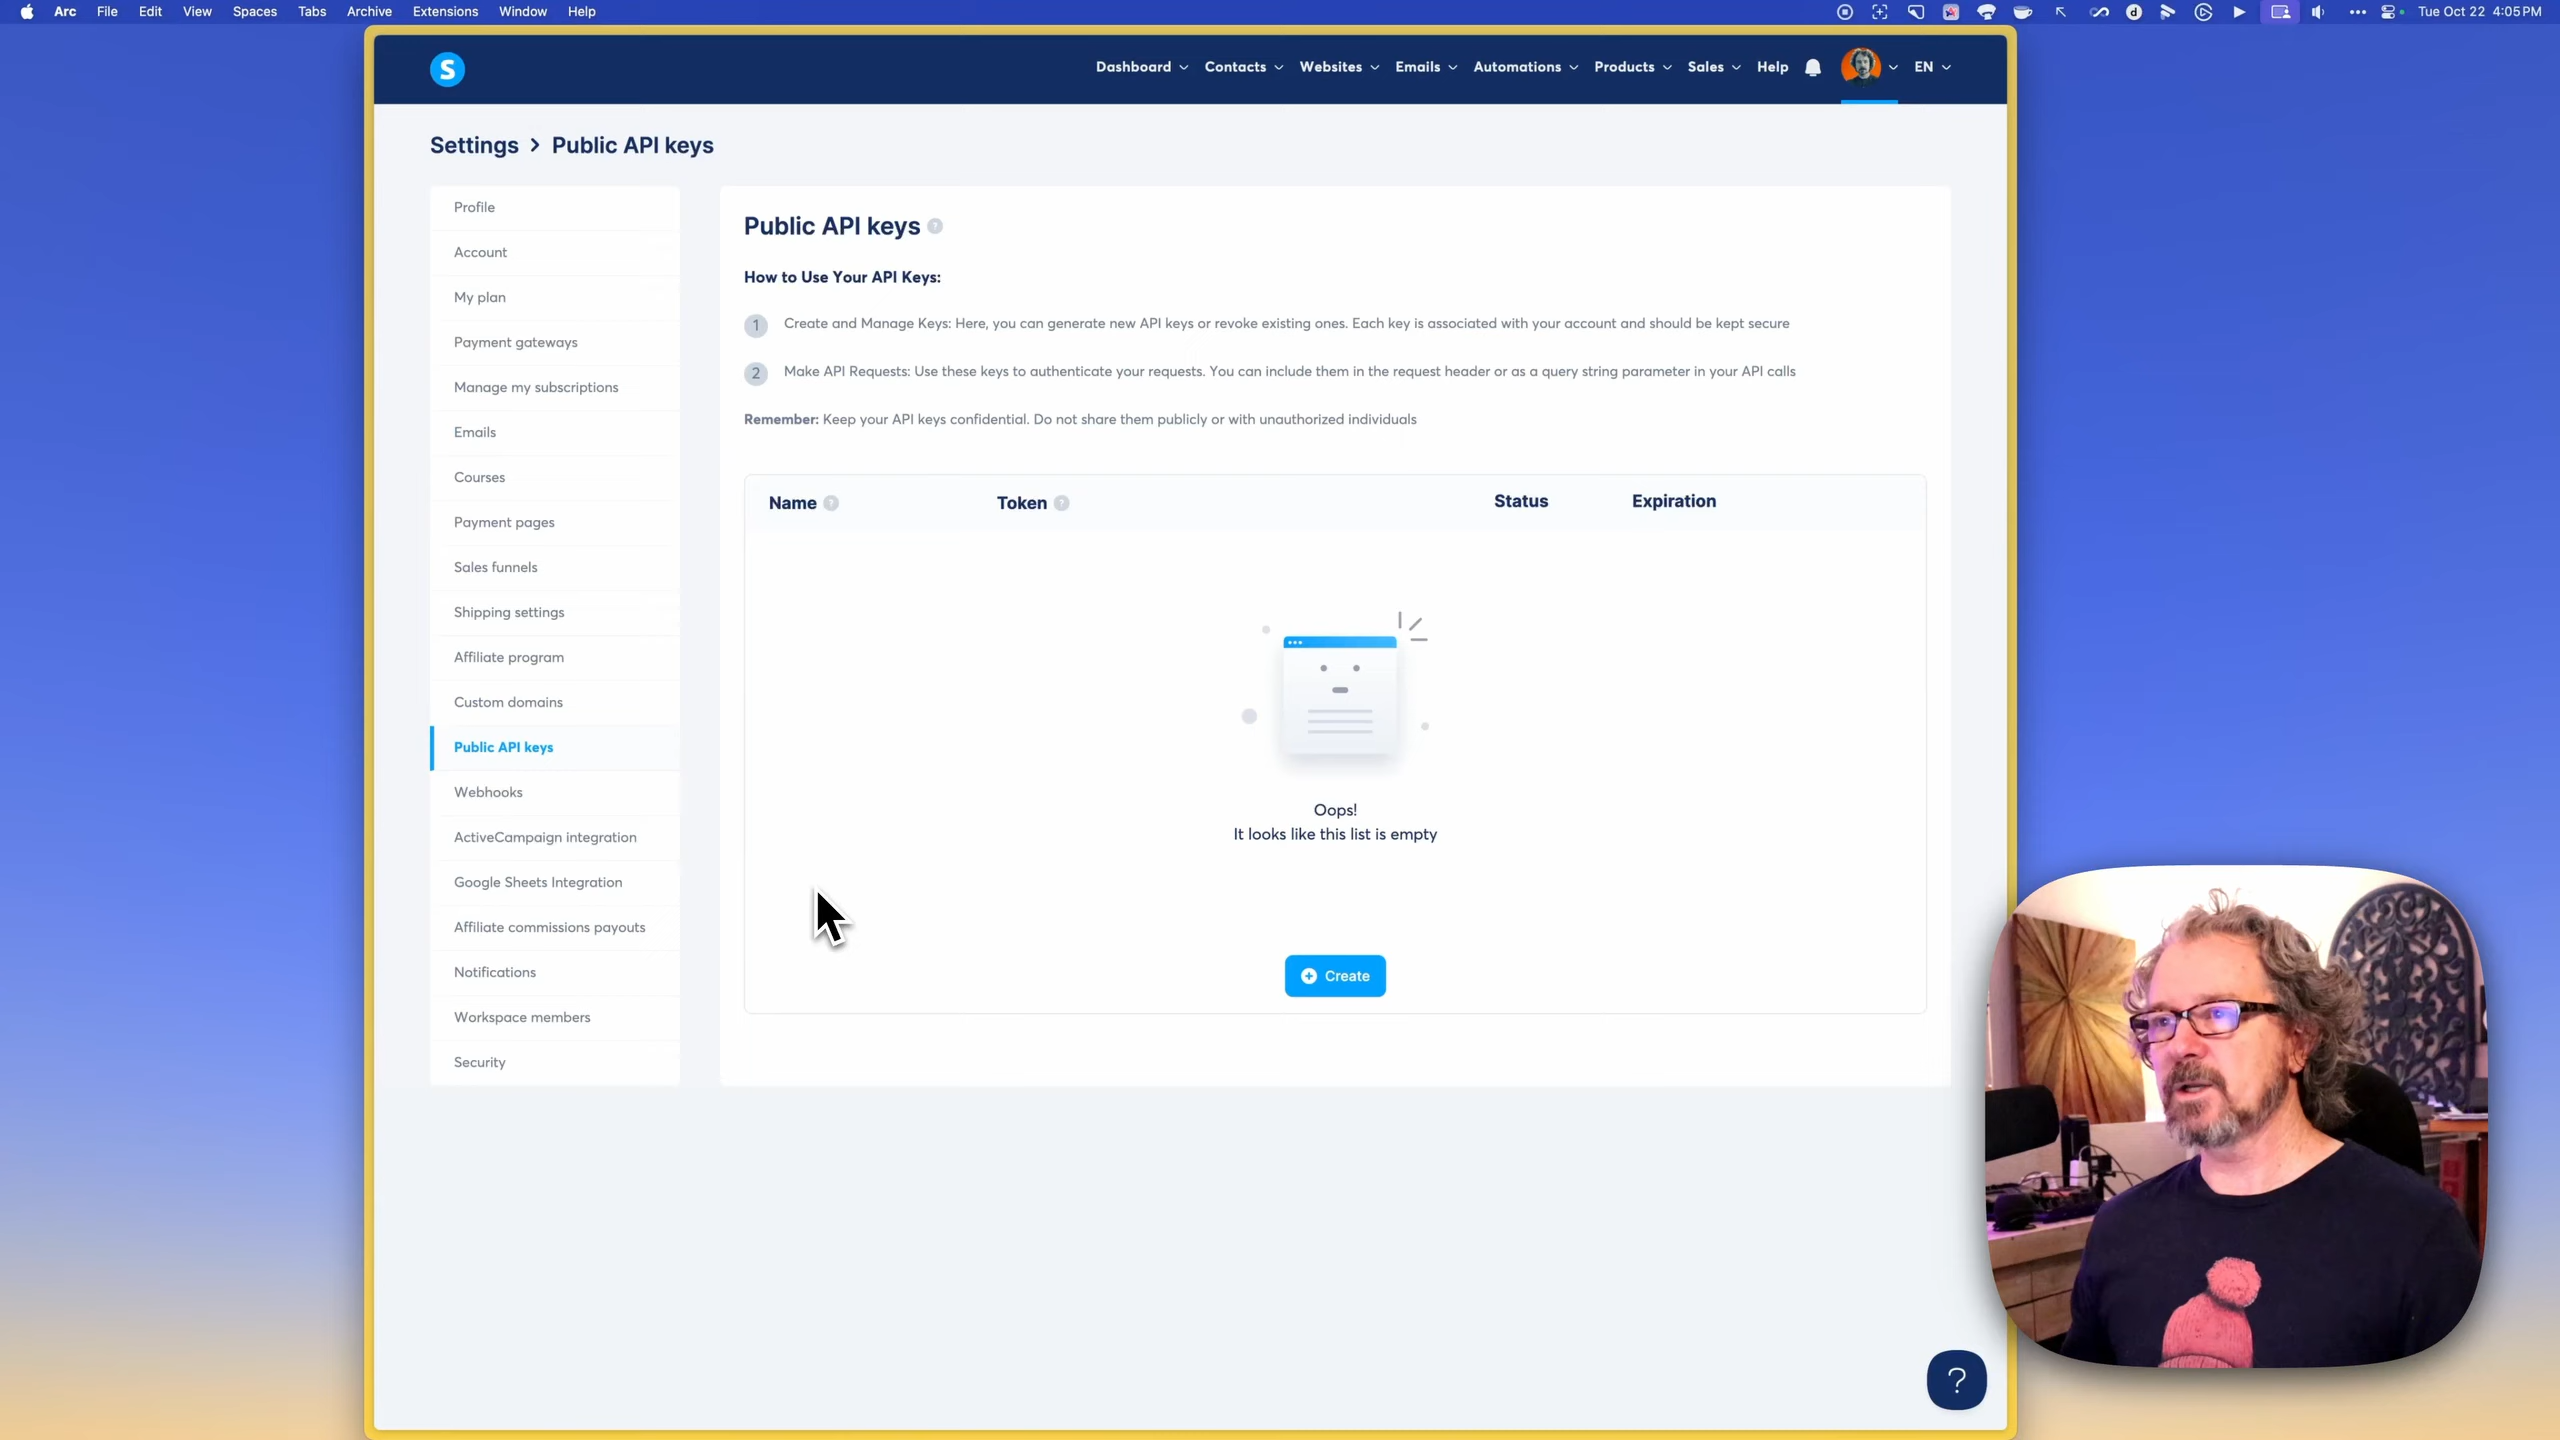 Arc File Edit View Spaces Tabs Archive Extensions Window Help
Tue Oct 22 4:05 PM
S
Dashboard Contacts Websites Emails Automations Products Sales Help EN
Settings > Public API keys
Profile
Account
My plan
Payment gateways
Manage my subscriptions
Emails
Courses
Payment pages
Sales funnels
Shipping settings
Affiliate program
Custom domains
Public API keys
Webhooks
ActiveCampaign integration
Google Sheets Integration
Affiliate commissions payouts
Notifications
Workspace members
Security
Public API keys ?
How to Use Your API Keys:
1 Create and Manage Keys: Here, you can generate new API keys or revoke existing ones. Each key is associated with your account and should be kept secure
2 Make API Requests: Use these keys to authenticate your requests. You can include them in the request header or as a query string parameter in your API calls
Remember: Keep your API keys confidential. Do not share them publicly or with unauthorized individuals
Name ? Token ? Status Expiration
Oops!
It looks like this list is empty
Create
?